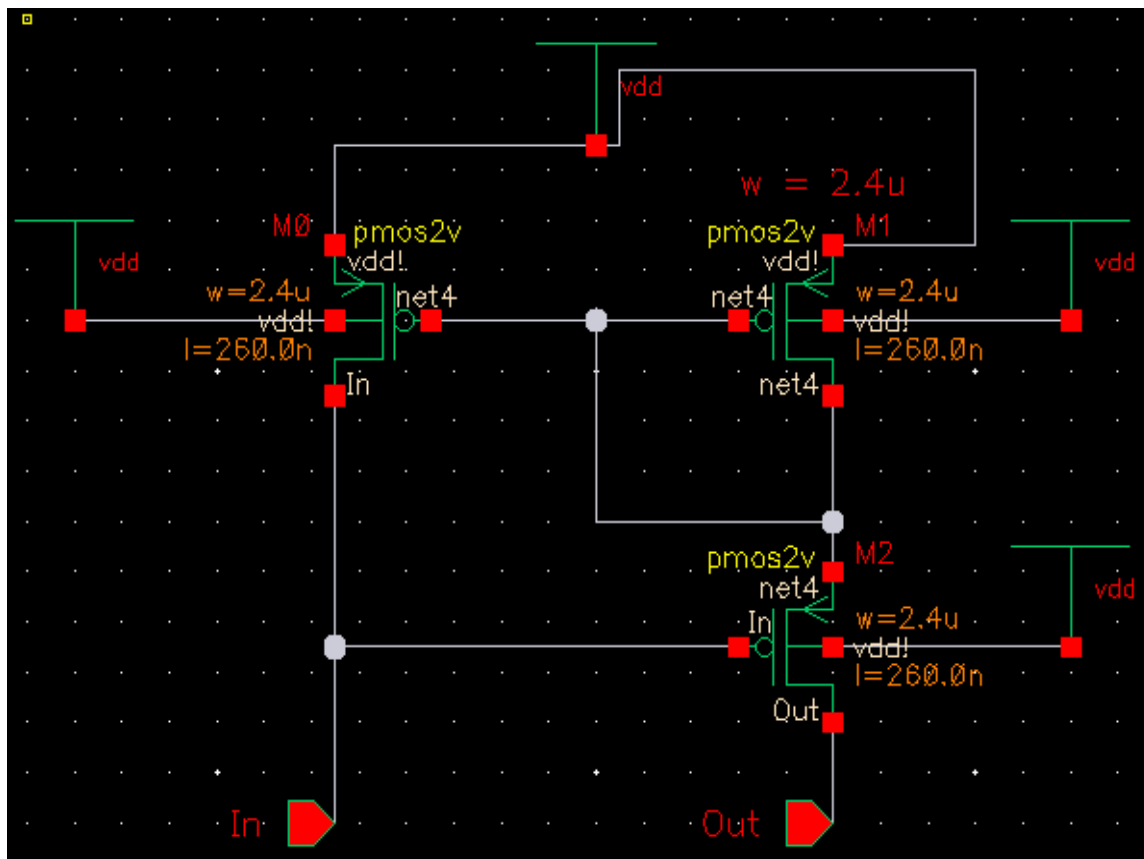 vdd
w = 2.4u
M0
pmos2v
pmos2v
M1
vdd
vdd!
vdd!
vdd
w=2.4u
net4
net4
w=2.4u
vdd!
vdd!
l=260.0n
l=260.0n
In
net4
pmos2v
M2
net4
vdd
In
w=2.4u
vdd!
l=260.0n
Out
In
Out